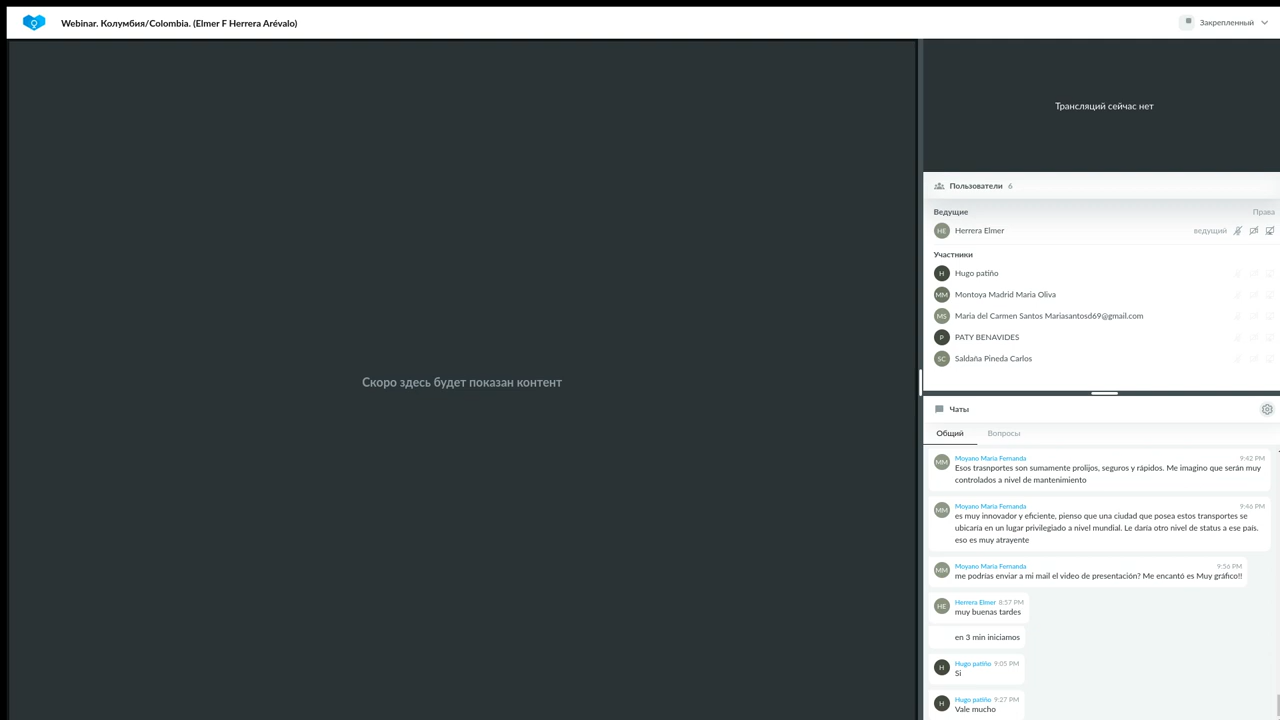 Webinar. Колумбия/Colombia. (Elmer F Herrera Arévalo)
Закрепленный
Скоро здесь будет показан контент
Трансляций сейчас нет
Пользователи 6
Ведущие Права
HE Herrera Elmer ведущий
Участники
H Hugo patiño
MM Montoya Madrid Maria Oliva
MS Maria del Carmen Santos Mariasantosd69@gmail.com
P PATY BENAVIDES
SC Saldaña Pineda Carlos
Чаты
Общий Вопросы
MM Moyano Maria Fernanda 9:42 PM
Esos trasnportes son sumamente prolijos, seguros y rápidos. Me imagino que serán muy
controlados a nivel de mantenimiento
MM Moyano Maria Fernanda 9:46 PM
es muy innovador y eficiente, pienso que una ciudad que posea estos transportes se
ubicaría en un lugar privilegiado a nivel mundial. Le daría otro nivel de status a ese país.
eso es muy atrayente
MM Moyano Maria Fernanda 9:56 PM
me podrías enviar a mi mail el video de presentación? Me encantó es Muy gráfico!!
HE Herrera Elmer 8:57 PM
muy buenas tardes
en 3 min iniciamos
H Hugo patiño 9:05 PM
Si
H Hugo patiño 9:27 PM
Vale mucho